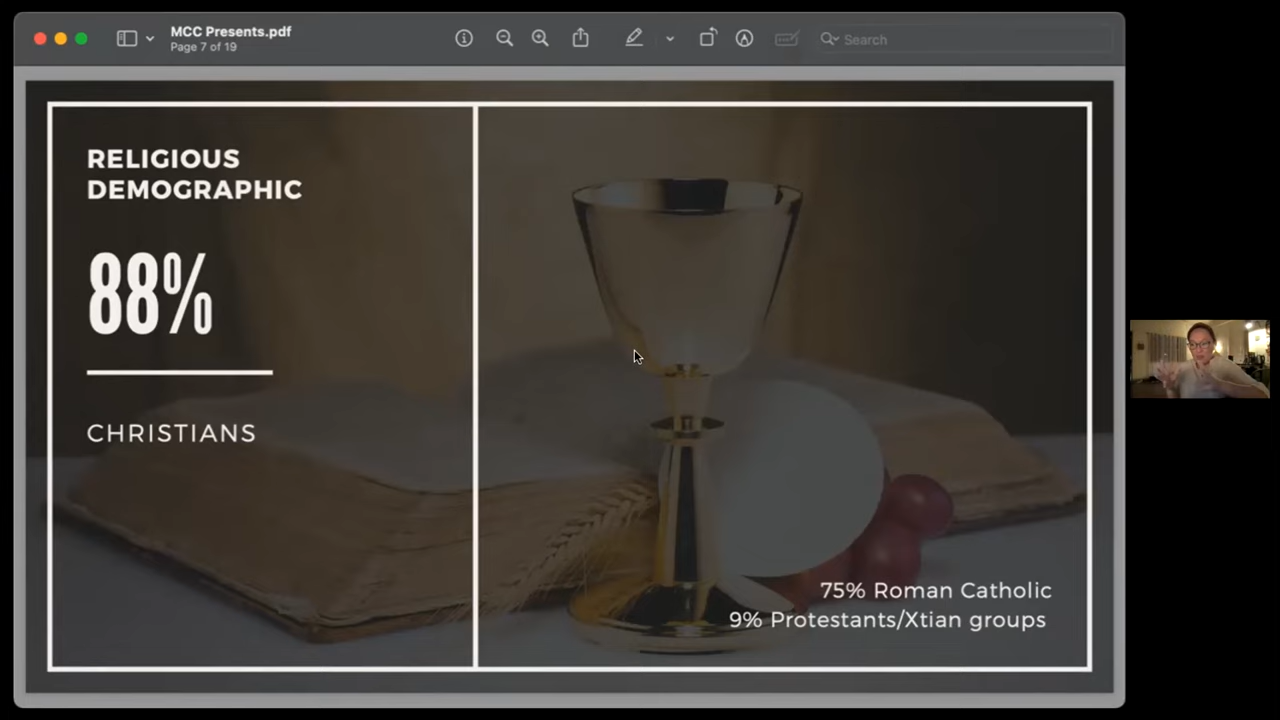 MCC Presents.pdf
Page 7 of 19
Search
RELIGIOUS
DEMOGRAPHIC
88%
CHRISTIANS
75% Roman Catholic
9% Protestants/Xtian groups